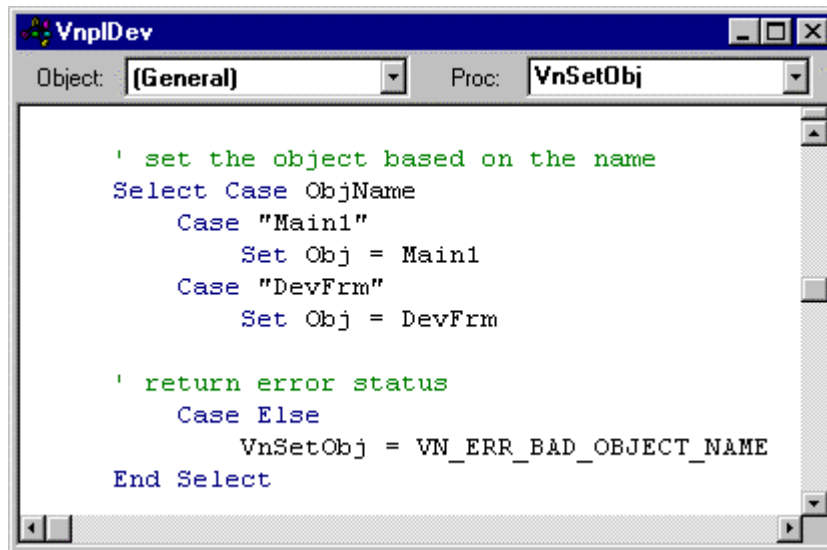 VnplDev
Object: (General) Proc: VnSetObj
' set the object based on the name
Select Case ObjName
Case "Main1"
Set Obj = Main1
Case "DevFrm"
Set Obj = DevFrm
' return error status
Case Else
VnSetObj = VN_ERR_BAD_OBJECT_NAME
End Select